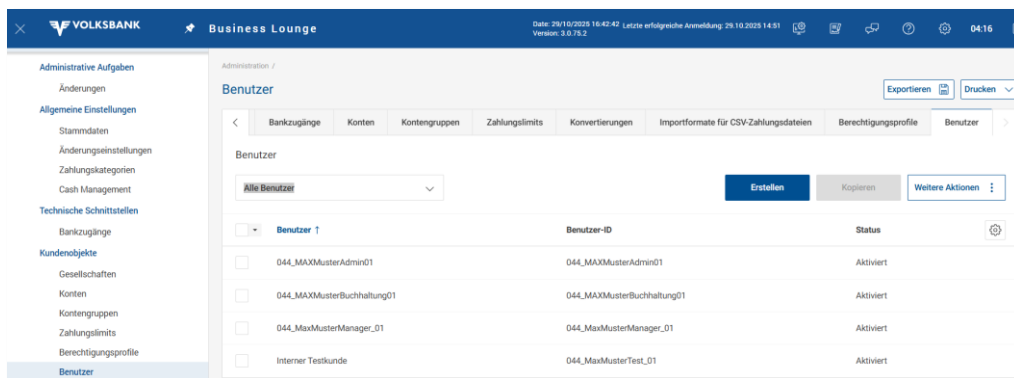 VOLKSBANK
Business Lounge
Date: 29/10/2025 16:42:42 Letzte erfolgreiche Anmeldung: 29.10.2025 14:51
Version: 3.0.75.2
04:16
Administrative Aufgaben
Änderungen
Allgemeine Einstellungen
Stammdaten
Änderungseinstellungen
Zahlungskategorien
Cash Management
Technische Schnittstellen
Bankzugänge
Kundenobjekte
Gesellschaften
Konten
Kontengruppen
Zahlungslimits
Berechtigungsprofile
Benutzer
Administration /
Benutzer
Exportieren
Drucken
Bankzugänge Konten Kontengruppen Zahlungslimits Konvertierungen Importformate für CSV-Zahlungsdateien Berechtigungsprofile Benutzer
Benutzer
Alle Benutzer
Erstellen Kopieren Weitere Aktionen
Benutzer ↑ Benutzer-ID Status
044_MAXMusterAdmin01 044_MAXMusterAdmin01 Aktiviert
044_MAXMusterBuchhaltung01 044_MAXMusterBuchhaltung01 Aktiviert
044_MaxMusterManager_01 044_MaxMusterManager_01 Aktiviert
Interner Testkunde 044_MaxMusterTest_01 Aktiviert